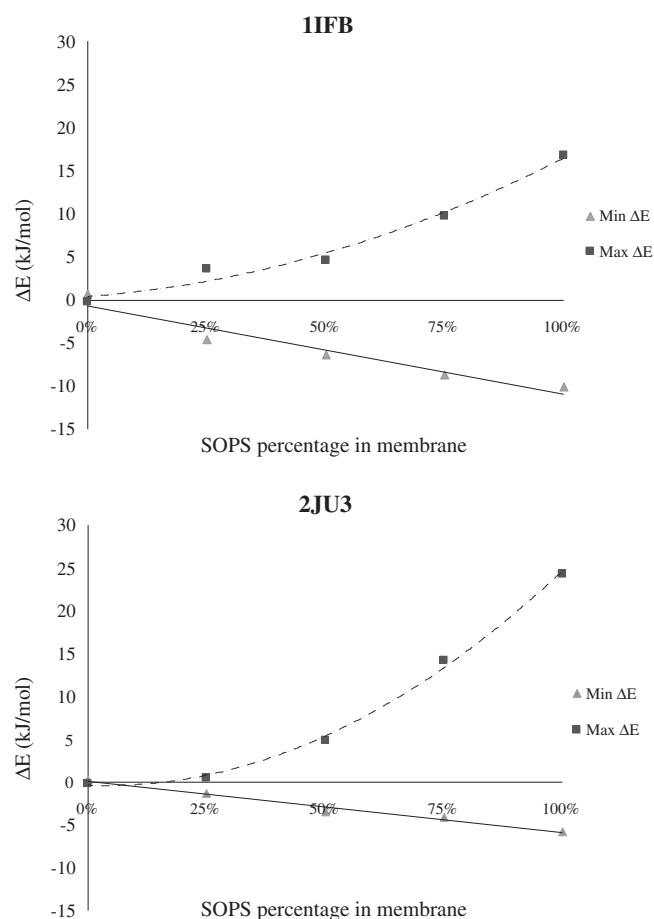 1IFB
30
25
20
15
10
5
0
-5
-10
-15
ΔE (kJ/mol)
0% 25% 50% 75% 100%
SOPS percentage in membrane
Min ΔE
Max ΔE
2JU3
30
25
20
15
10
5
0
-5
-10
-15
ΔE (kJ/mol)
0% 25% 50% 75% 100%
SOPS percentage in membrane
Min ΔE
Max ΔE